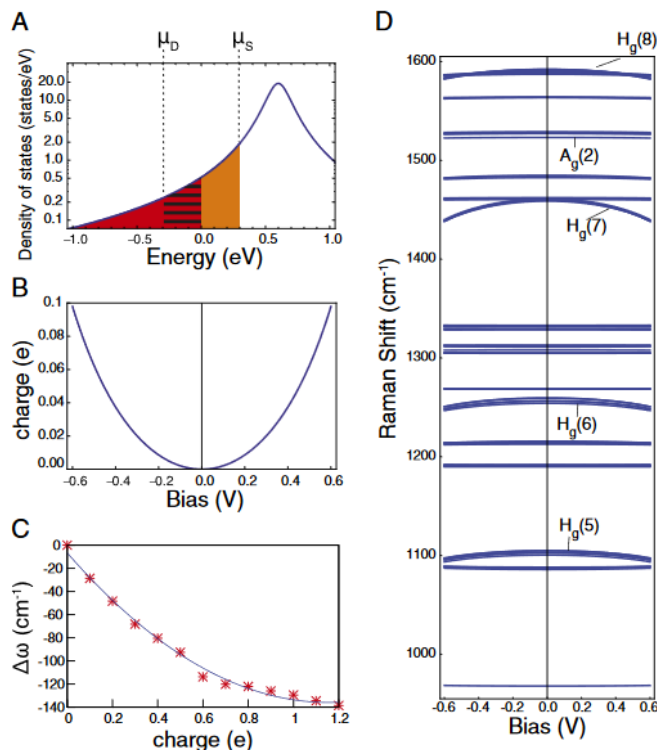 A
μD
μS
Density of states (states/eV)
20.0
10.0
5.0
2.0
1.0
0.5
0.2
0.1
-1.0
-0.5
0.0
0.5
1.0
Energy (eV)
B
charge (e)
0.1
0.08
0.06
0.04
0.02
0.00
-0.6
-0.4
-0.2
0.0
0.2
0.4
0.6
Bias (V)
C
Δω (cm-1)
0
-20
-40
-60
-80
-100
-120
-140
0
0.2
0.4
0.6
0.8
1.0
1.2
charge (e)
D
Raman Shift (cm-1)
1600
1500
1400
1300
1200
1100
1000
Hg(8)
Ag(2)
Hg(7)
Hg(6)
Hg(5)
-0.6
-0.4
-0.2
0.0
0.2
0.4
0.6
Bias (V)